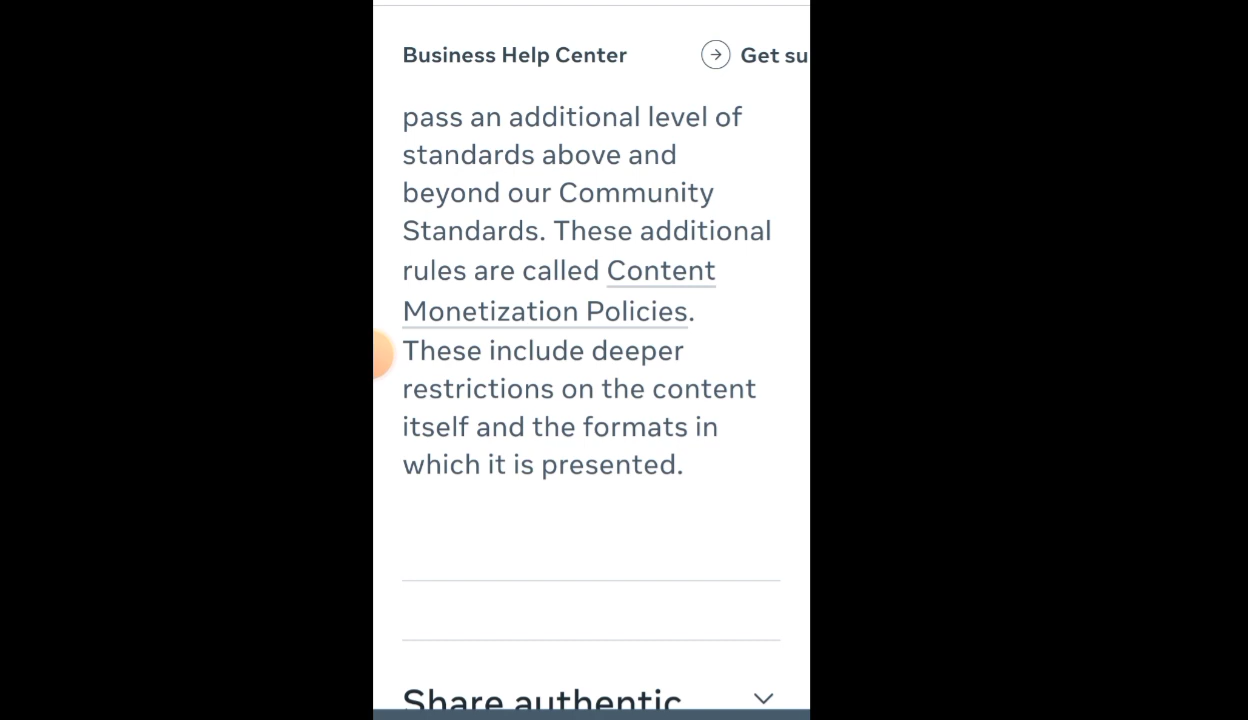 Business Help Center
Get su
pass an additional level of
standards above and
beyond our Community
Standards. These additional
rules are called Content
Monetization Policies.
These include deeper
restrictions on the content
itself and the formats in
which it is presented.
Share authentic